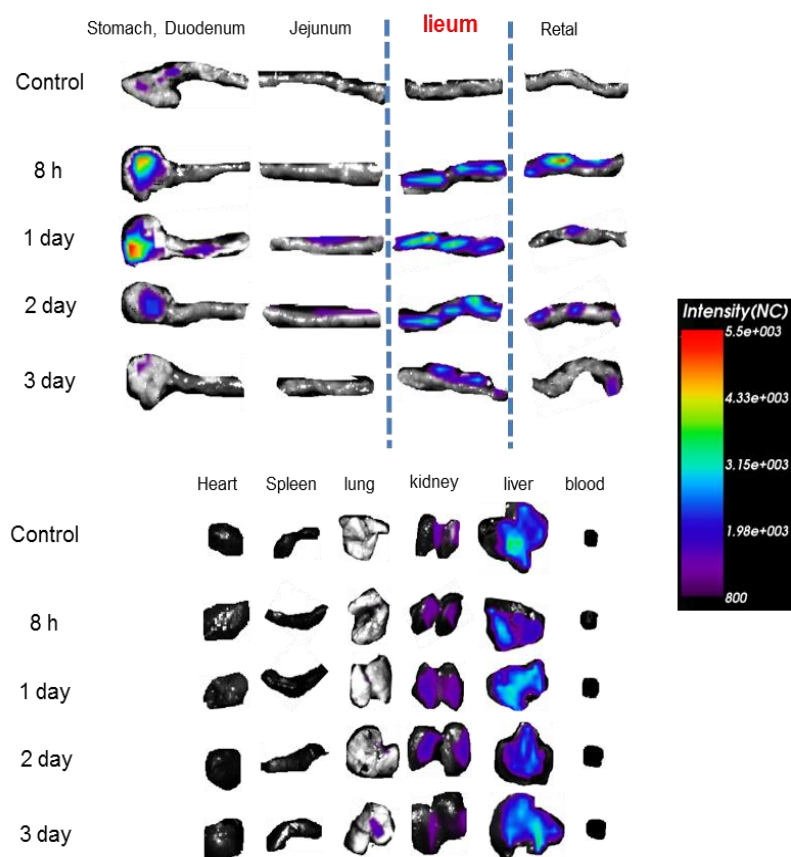 Stomach, Duodenum Jejunum lieum Retal
Control
8 h
1 day
2 day
3 day
Intensity(NC)
5.5e+003
4.33e+003
3.15e+003
1.98e+003
800
Heart Spleen lung kidney liver blood
Control
8 h
1 day
2 day
3 day